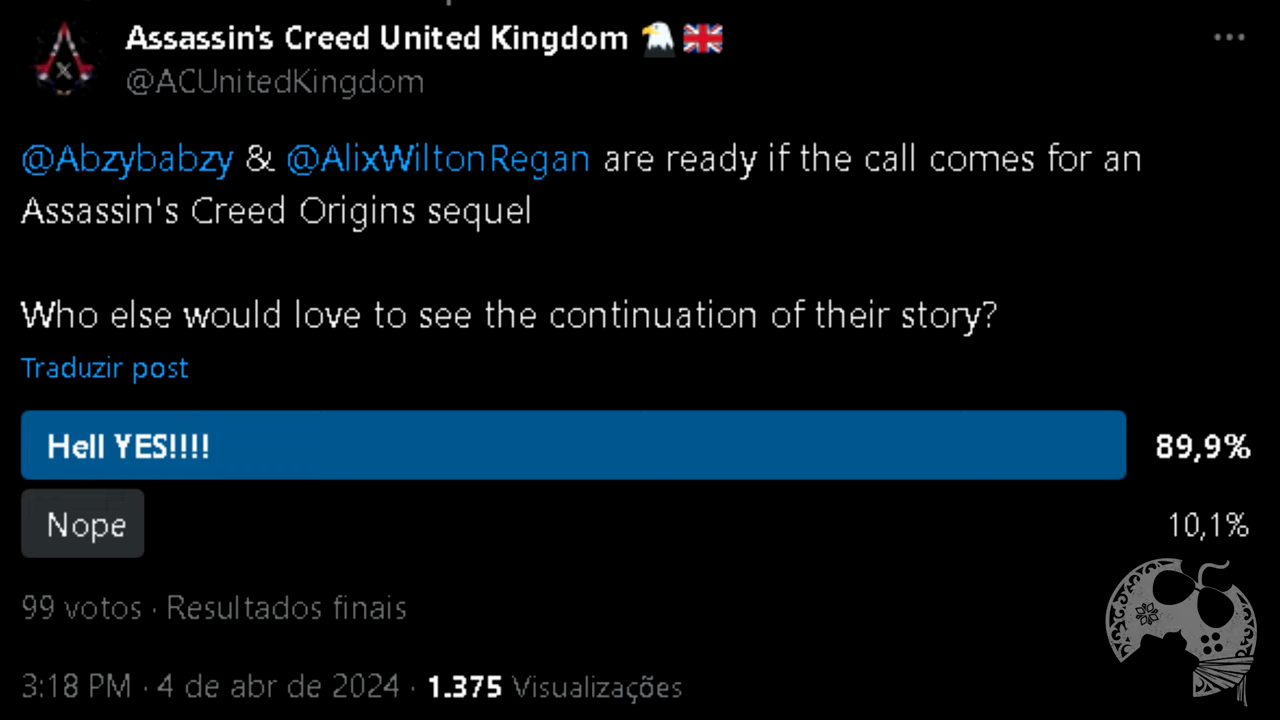 Assassin's Creed United Kingdom 🦅 🇬🇧
@ACUnitedKingdom
@Abzybabzy & @AlixWiltonRegan are ready if the call comes for an
Assassin's Creed Origins sequel
Who else would love to see the continuation of their story?
Traduzir post
Hell YES!!!! 89,9%
Nope 10,1%
99 votos · Resultados finais
3:18 PM · 4 de abr de 2024 · 1.375 Visualizações